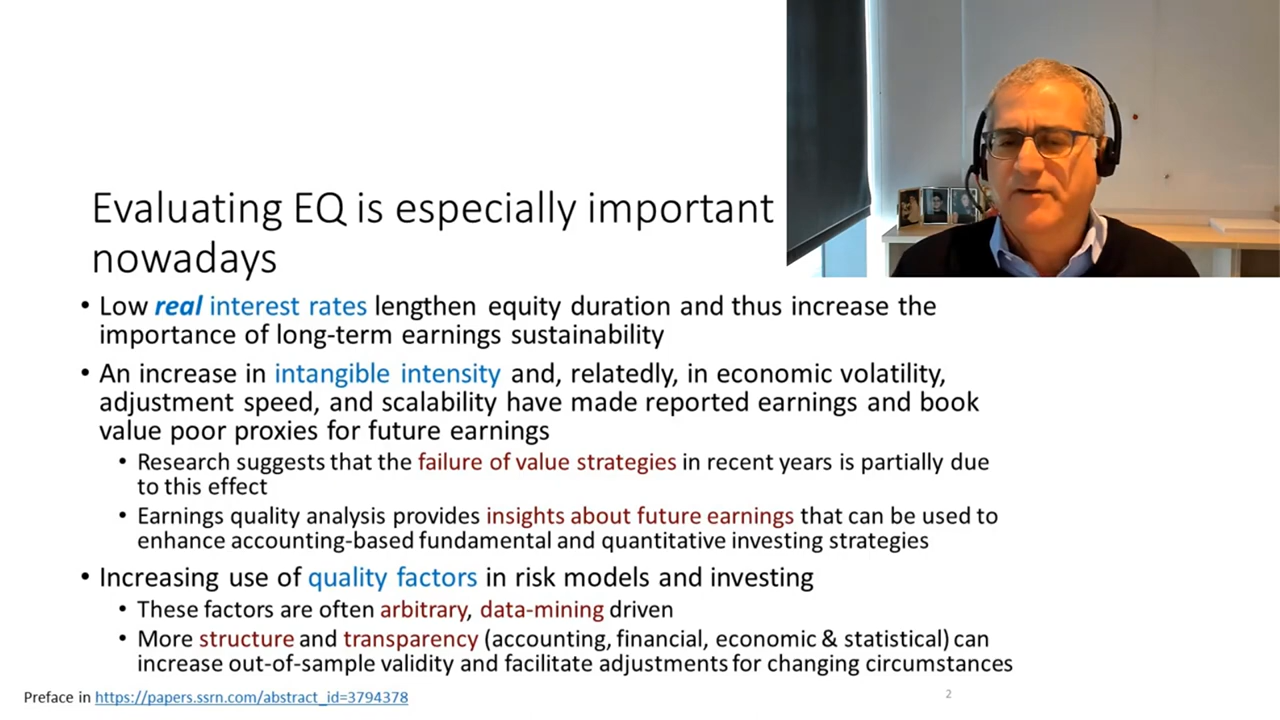 Evaluating EQ is especially important
nowadays
• Low real interest rates lengthen equity duration and thus increase the
importance of long-term earnings sustainability
• An increase in intangible intensity and, relatedly, in economic volatility,
adjustment speed, and scalability have made reported earnings and book
value poor proxies for future earnings
• Research suggests that the failure of value strategies in recent years is partially due
to this effect
• Earnings quality analysis provides insights about future earnings that can be used to
enhance accounting-based fundamental and quantitative investing strategies
• Increasing use of quality factors in risk models and investing
• These factors are often arbitrary, data-mining driven
• More structure and transparency (accounting, financial, economic & statistical) can
increase out-of-sample validity and facilitate adjustments for changing circumstances
Preface in https://papers.ssrn.com/abstract_id=3794378
2